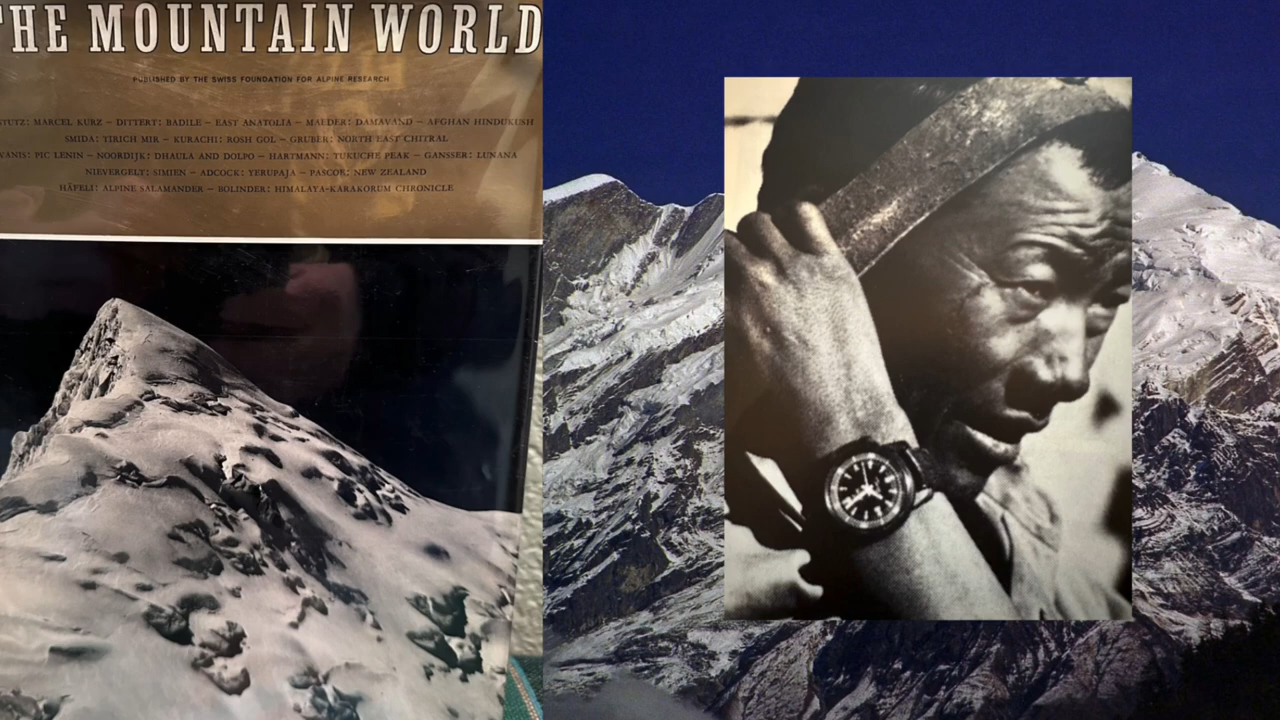 THE MOUNTAIN WORLD
PUBLISHED BY THE SWISS FOUNDATION FOR ALPINE RESEARCH
MARCEL KURZ – DITTERT: BADILE – EAST ANATOLIA – MAEDER: DAMAVAND – AFGHAN HINDUKUSH
SMIDA: TIRICH MIR – KURACHI: ROSH GOL – GRUBER: NORTH EAST CHITRAL
PIC LENIN – NOORDIJK: DHAULA AND DOLPO – HARTMANN: TUKUCHE PEAK – GANSSER: LUNANA
NIEVERGELT: SIMIEN – ADCOCK: YERUPAJA – PASCOE: NEW ZEALAND
HÄFELI: ALPINE SALAMANDER – BOLINDER: HIMALAYA-KARAKORUM CHRONICLE